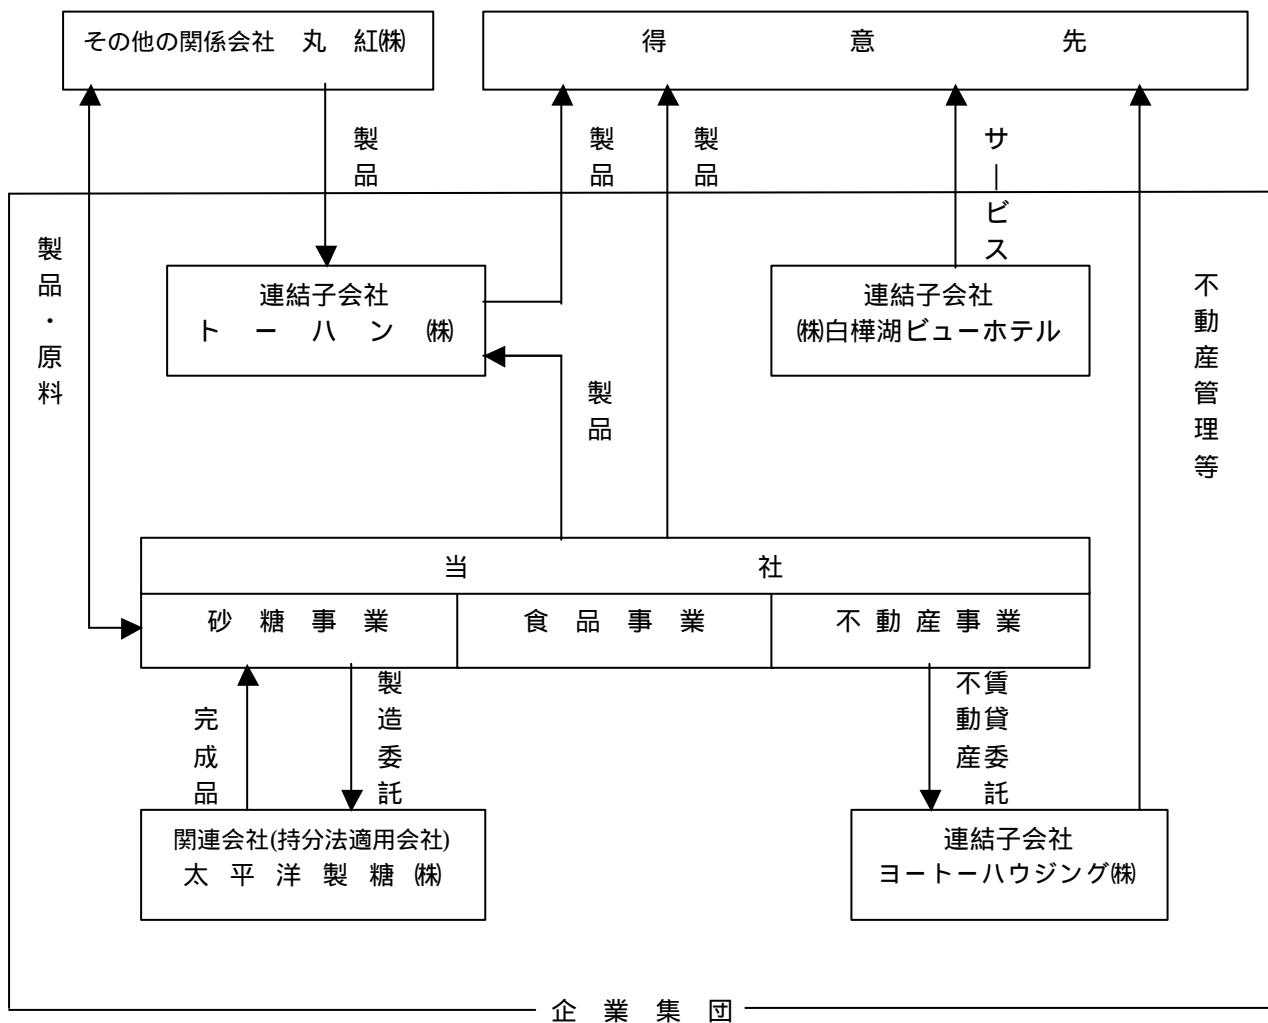 その他の関係会社 丸 紅㈱
得 意 先
製品
製品
製品
サービス
製品・原料
連結子会社
ト ー ハ ン ㈱
連結子会社
㈱白樺湖ビューホテル
不動産管理等
製品
当 社
砂 糖 事 業
食 品 事 業
不 動 産 事 業
完成品
製造委託
不動産
賃貸委託
関連会社(持分法適用会社)
太 平 洋 製 糖 ㈱
連結子会社
ヨートーハウジング㈱
企 業 集 団